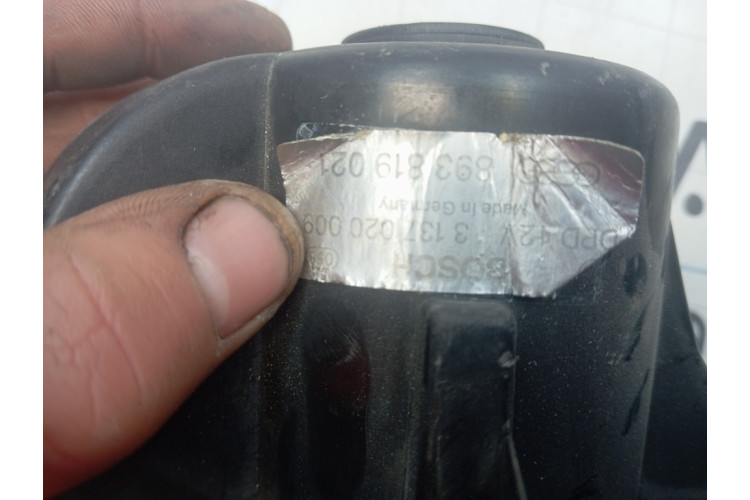 BOSCH
DPD 12V 3 137 020 009
Made in Germany
893 819 021